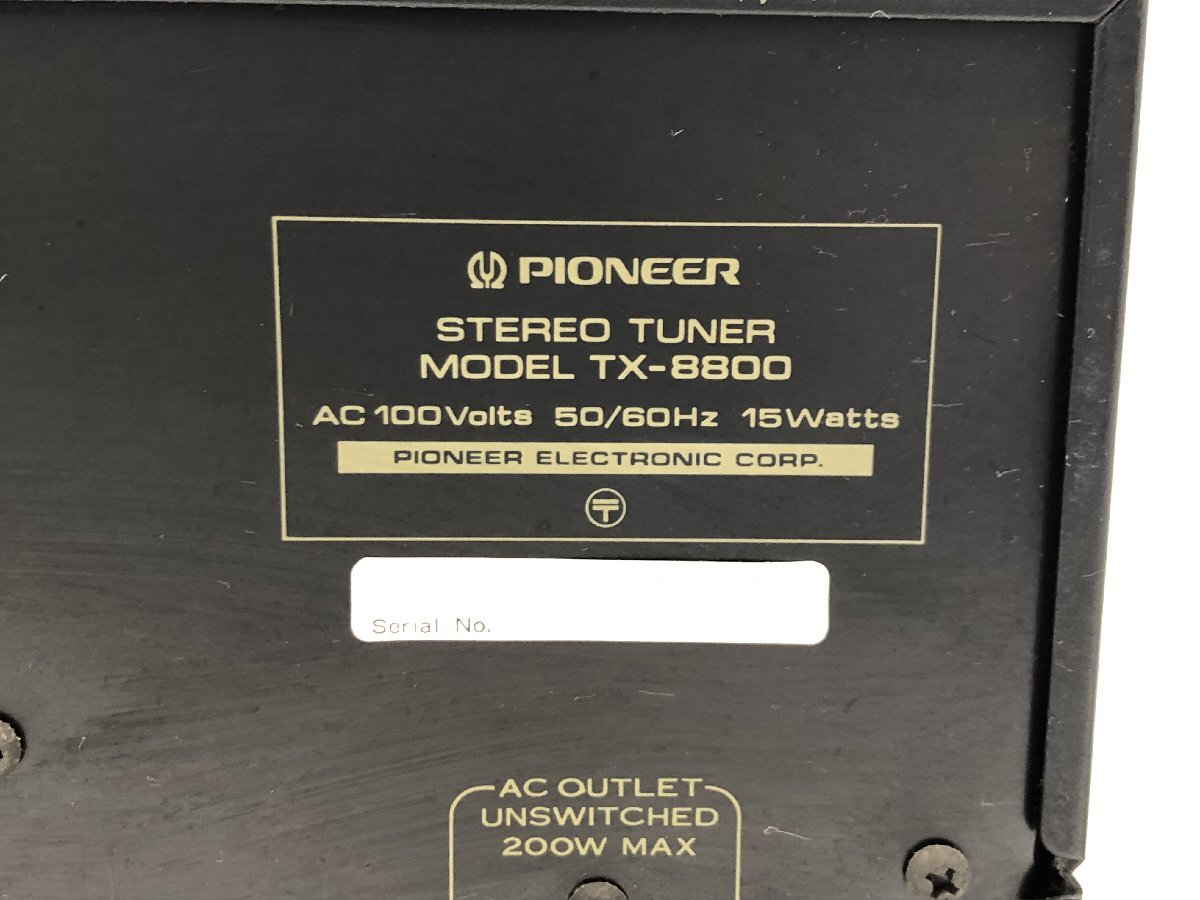 PIONEER
STEREO TUNER
MODEL TX-8800
AC 100Volts 50/60Hz 15Watts
PIONEER ELECTRONIC CORP.
〒
Serial No.
AC OUTLET
UNSWITCHED
200W MAX